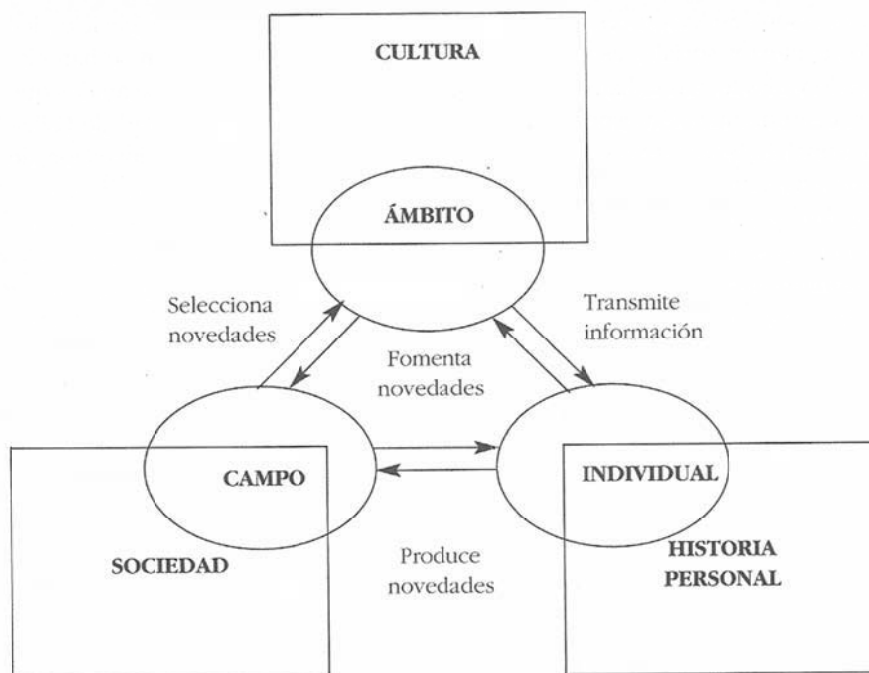 CULTURA
ÁMBITO
Selecciona
novedades
Transmite
información
Fomenta
novedades
CAMPO
INDIVIDUAL
SOCIEDAD
HISTORIA
PERSONAL
Produce
novedades